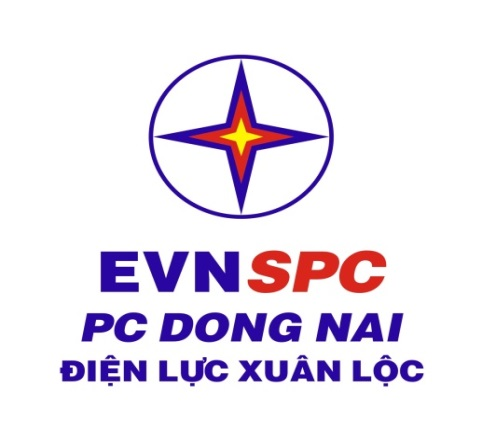 EVNSPC
PC DONG NAI
ĐIỆN LỰC XUÂN LỘC